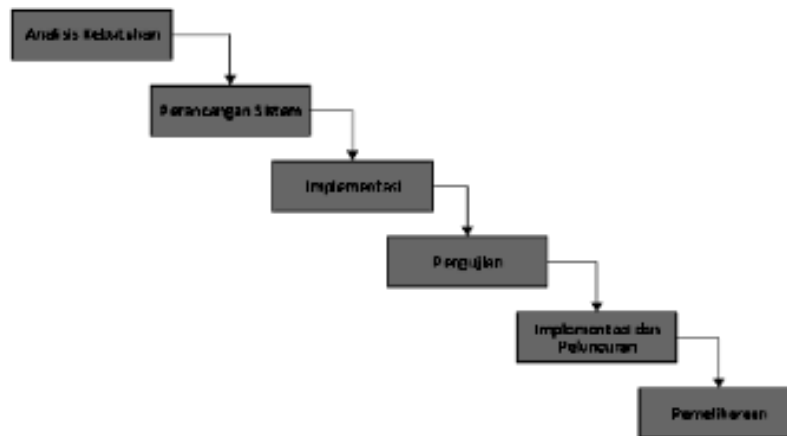 Analisis Kebutuhan
Perancangan Sistem
Implementasi
Pengujian
Implementasi dan
Peluncuran
Pemeliharaan